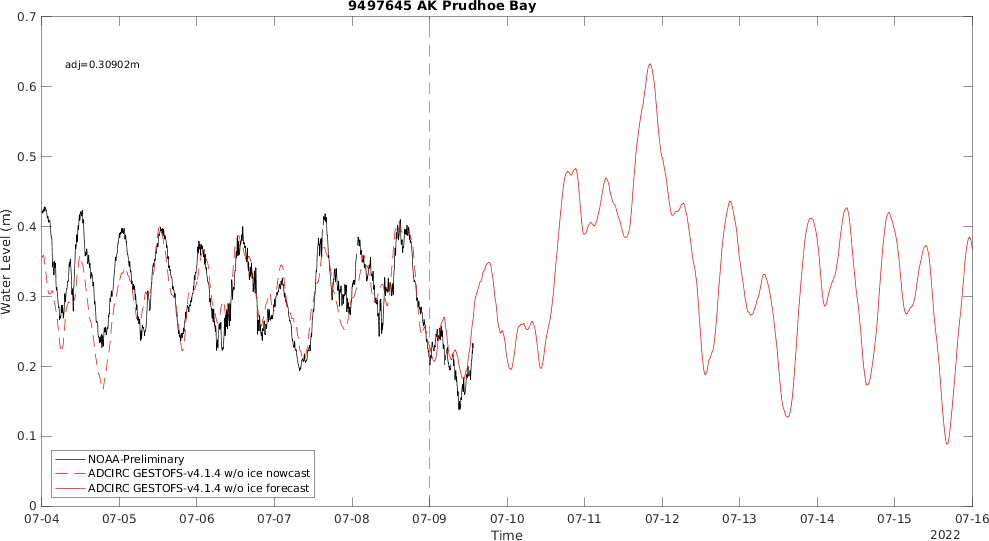 9497645 AK Prudhoe Bay
0.7
adj=0.30902m
0.6
0.5
0.4
0.3
0.2
0.1
0
Water Level (m)
NOAA-Preliminary
ADCIRC GESTOFS-v4.1.4 w/o ice nowcast
ADCIRC GESTOFS-v4.1.4 w/o ice forecast
07-04 07-05 07-06 07-07 07-08 07-09 07-10 07-11 07-12 07-13 07-14 07-15 07-16
Time
2022